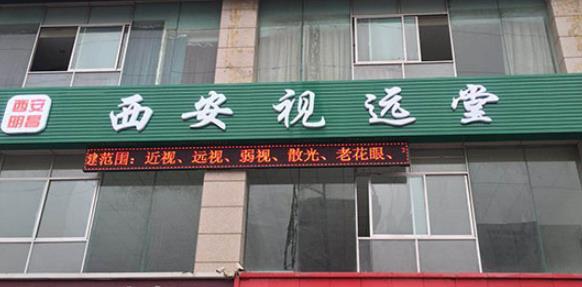 西安
明昌
西安视远堂
建范围：近视、远视、弱视、散光、老花眼、